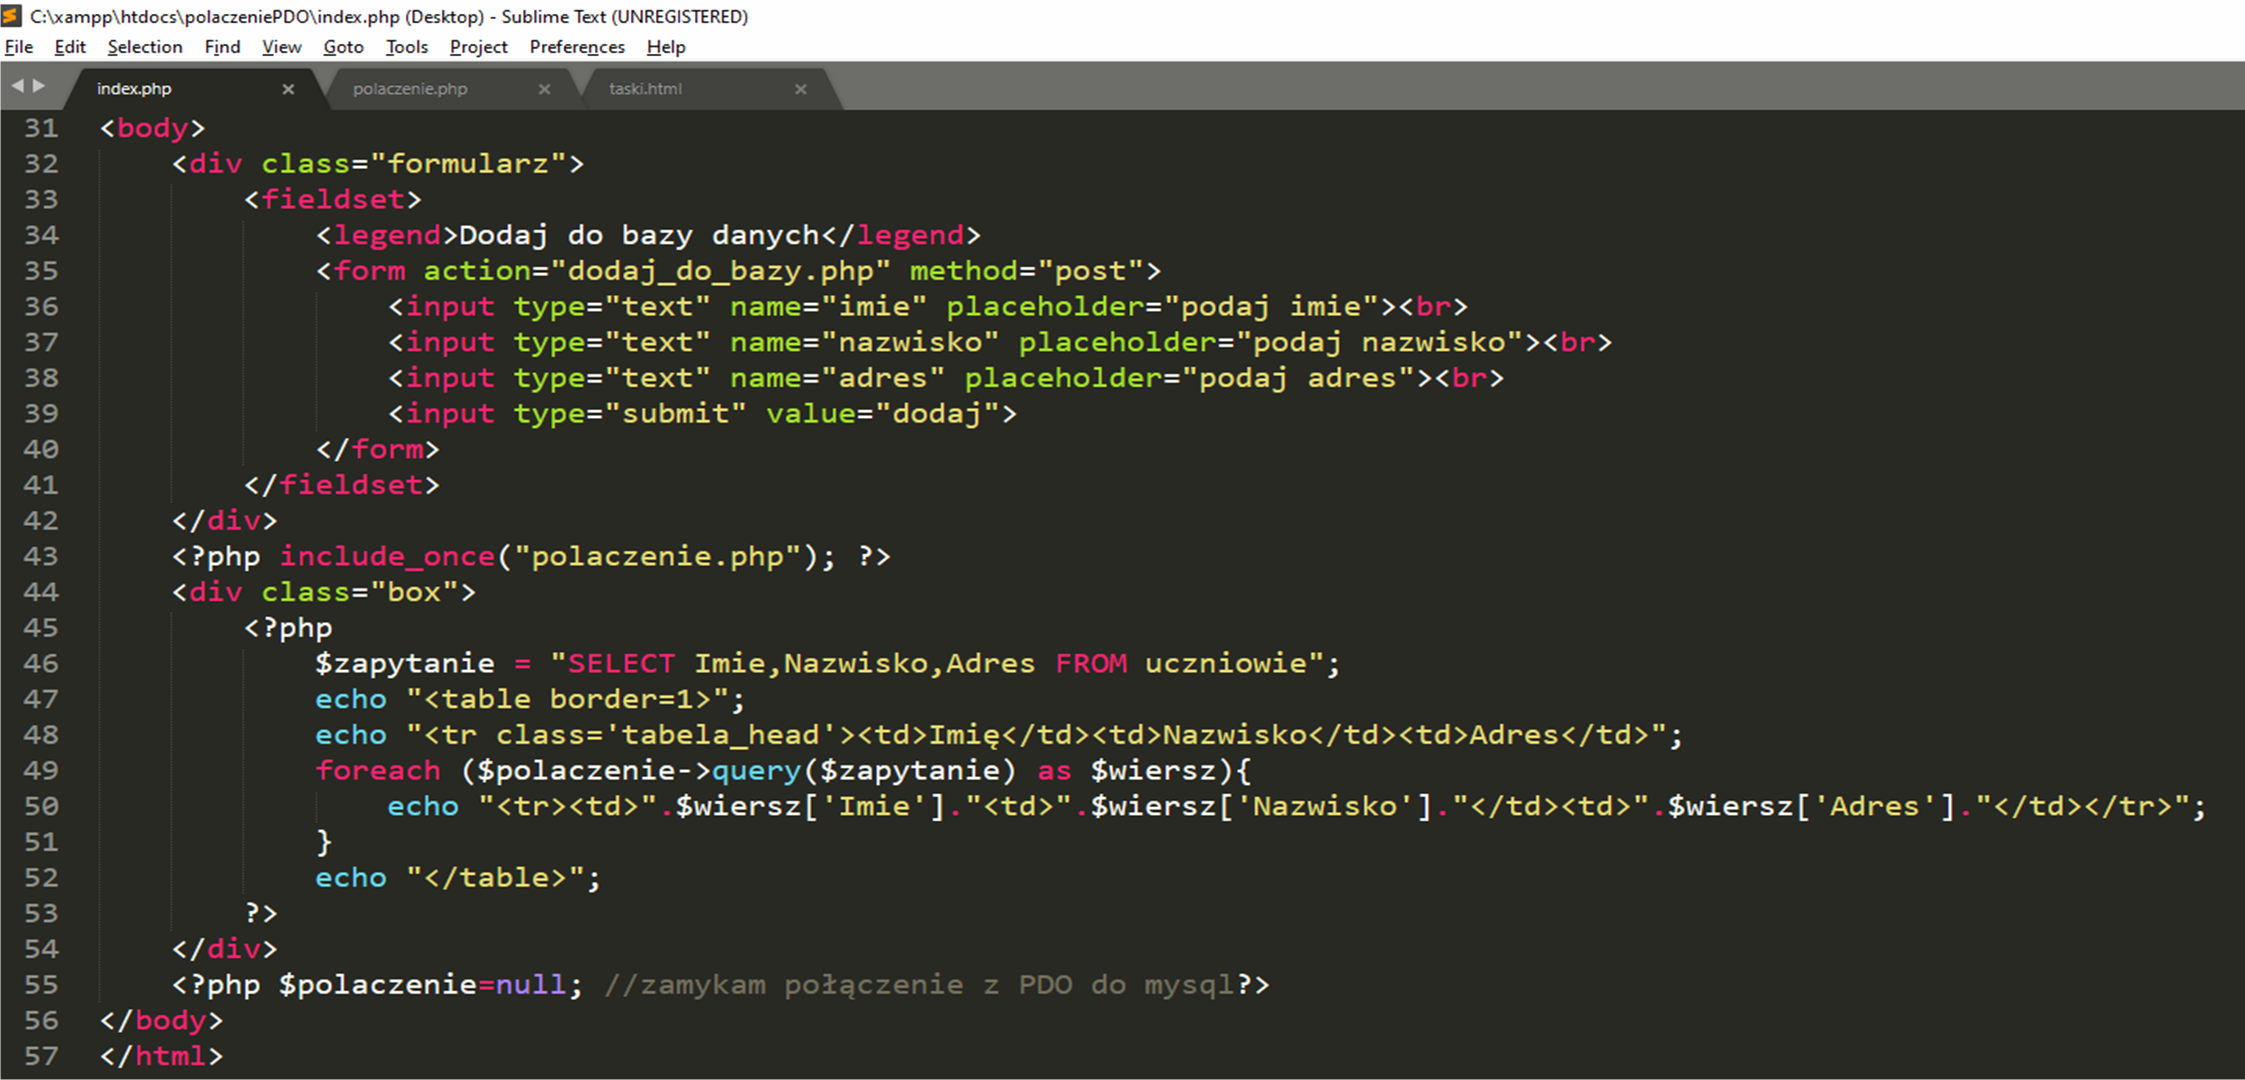 C:\xampp\htdocs\polaczeniePDO\index.php (Desktop) - Sublime Text (UNREGISTERED)
File Edit Selection Find View Goto Tools Project Preferences Help
index.php × polaczenie.php × taski.html ×
31 <body>
32 <div class="formularz">
33 <fieldset>
34 <legend>Dodaj do bazy danych</legend>
35 <form action="dodaj_do_bazy.php" method="post">
36 <input type="text" name="imie" placeholder="podaj imie"><br>
37 <input type="text" name="nazwisko" placeholder="podaj nazwisko"><br>
38 <input type="text" name="adres" placeholder="podaj adres"><br>
39 <input type="submit" value="dodaj">
40 </form>
41 </fieldset>
42 </div>
43 <?php include_once("polaczenie.php"); ?>
44 <div class="box">
45 <?php
46 $zapytanie = "SELECT Imie,Nazwisko,Adres FROM uczniowie";
47 echo "<table border=1>";
48 echo "<tr class='tabela_head'><td>Imię</td><td>Nazwisko</td><td>Adres</td>";
49 foreach ($polaczenie->query($zapytanie) as $wiersz){
50 echo "<tr><td>".$wiersz['Imie']."<td>".$wiersz['Nazwisko']."</td><td>".$wiersz['Adres']."</td></tr>";
51 }
52 echo "</table>";
53 ?>
54 </div>
55 <?php $polaczenie=null; //zamykam połączenie z PDO do mysql?>
56 </body>
57 </html>